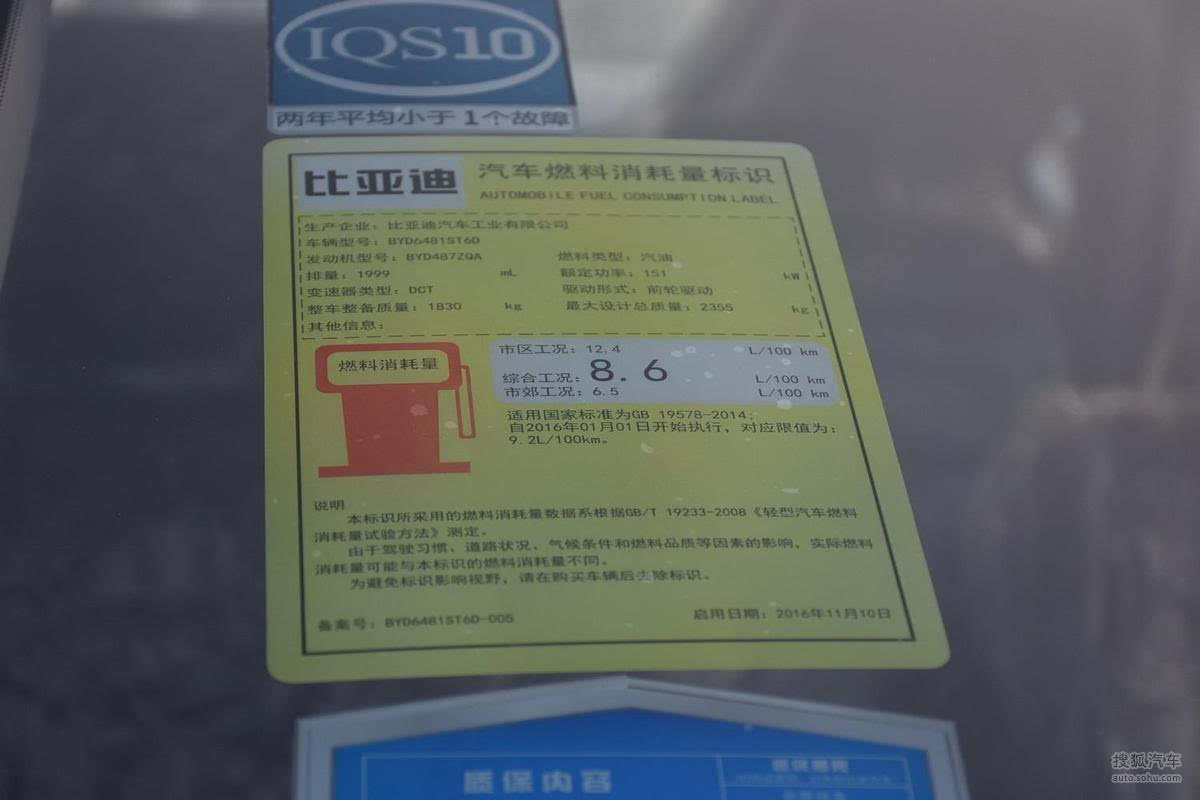 IQS10
两年平均小于1个故障
比亚迪 汽车燃料消耗量标识
AUTOMOBILE FUEL CONSUMPTION LABEL
生产企业：比亚迪汽车工业有限公司
车辆型号：BYD6481ST6D
发动机型号：BYD487ZQA 燃料类型：汽油
排量：1999 mL 额定功率：151 kW
变速器类型：DCT 驱动形式：前轮驱动
整车整备质量：1830 kg 最大设计总质量：2355 kg
其他信息：
燃料消耗量
市区工况：12.4 L/100 km
综合工况：8.6 L/100 km
市郊工况：6.5 L/100 km
适用国家标准为GB 19578-2014；
自2016年01月01日开始执行，对应限值为：
9.2L/100km。
说明
本标识所采用的燃料消耗量数据系根据GB/T 19233-2008《轻型汽车燃料
消耗量试验方法》测定。
由于驾驶习惯、道路状况、气候条件和燃料品质等因素的影响，实际燃料
消耗量可能与本标识的燃料消耗量不同。
为避免标识影响视野，请在购买车辆后去除标识。
备案号：BYD6481ST6D-005 启用日期：2016年11月10日
质保内容
搜狐汽车
auto.sohu.com